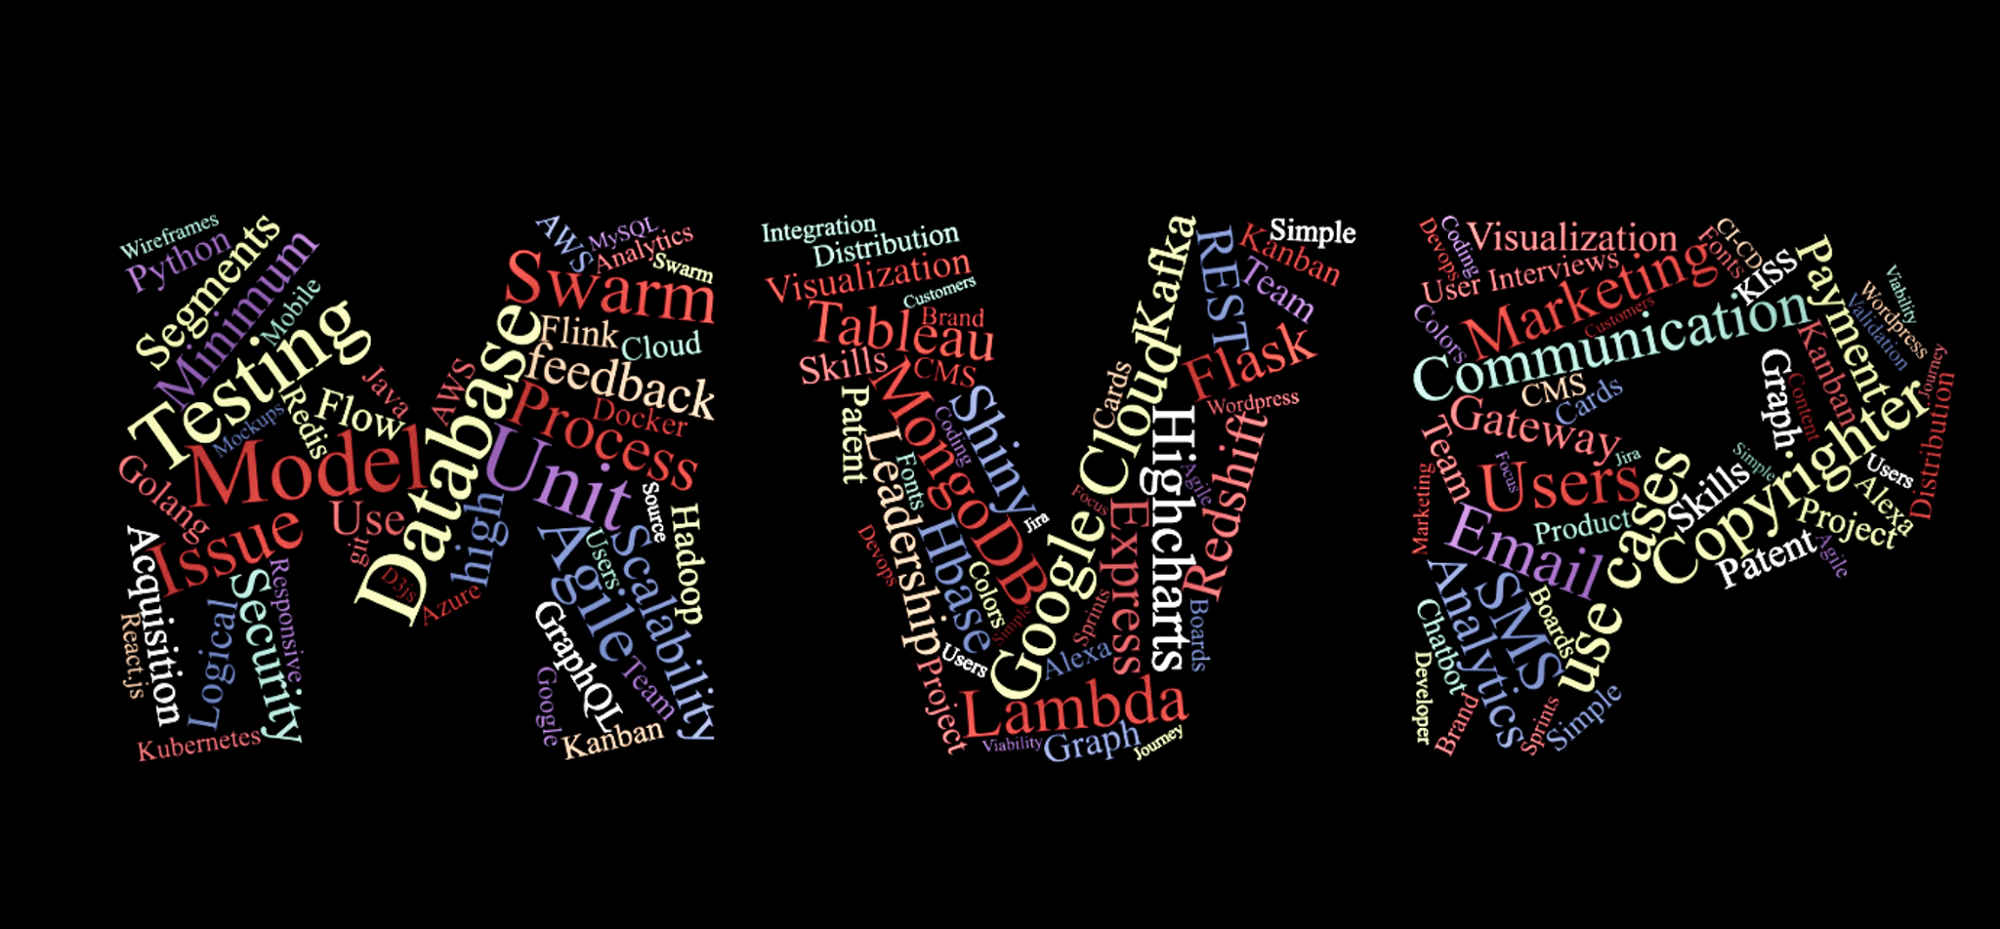 Wireframes
Python
Segments
Minimum
Mobile
Testing
Mockups
Redis
Flow
Java
Model
Golang
Issue
Use
git
Acquisition
React.js
Logical
Security
Responsive
Kubernetes
AWS
Database
D3js
Azure
high
AWS
MySQL
Analytics
Swarm
Swarm
Flink
Cloud
feedback
Process
Docker
Unit
Source
Hadoop
Agile
Users
Scalability
GraphQL
Team
Google
Kanban
Integration
Distribution
Visualization
Customers
Tableau
Brand
Skills
CMS
MongoDB
Patent
Coding
Shiny
Leadership
Fonts
Jira
Hbase
Devops
Colors
Simple
Users
Project
Google
Cloud
Kafka
Cards
Focus
Express
Sprints
Alexa
Highcharts
Agile
Boards
Redshift
Wordpress
Flask
REST
Kanban
Simple
Team
Lambda
Viability
Graph
Journey
Devops
Coding
Visualization
User Interviews
Marketing
Customers
Fonts
CI-CD
KISS
Colors
Communication
CMS
Cards
Gateway
Team
Marketing
Users
Focus
Jira
Product
Email
use cases
Skills
Simple
Copyrighter
Graph
Content
Kanban
Payment
Validation
Wordpress
Viability
Journey
Distribution
Users
Alexa
Project
Agile
Patent
Analytics
SMS
Boards
Chatbot
Developer
Brand
Sprints
Simple